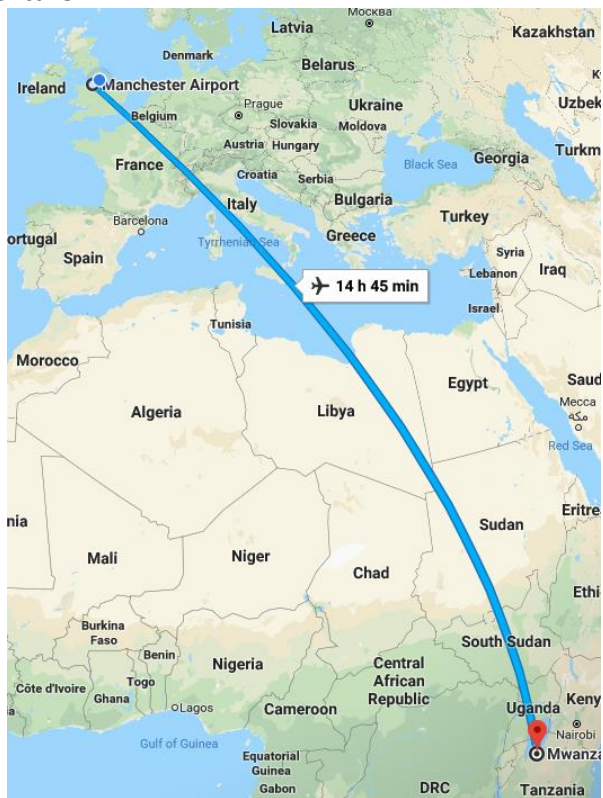 Москва
Latvia
Kazakhstan
Denmark
Belarus
Manchester Airport
Ireland
Prague
Ukraine
Uzbek
Belgium
Slovakia
Moldova
Austria
Hungary
Turkm
France
Black Sea
Georgia
Croatia
Serbia
Italy
Bulgaria
Barcelona
Turkey
ortugal
Tyrrhenian Sea
Greece
Spain
Syria
Lebanon
Iraq
14 h 45 min
Israel
Tunisia
Morocco
Egypt
Saud
Algeria
Libya
Mecca
مكة
Red Sea
Eritre
nia
Sudan
Mali
Niger
Chad
Ethi
Burkina
Faso
South Sudan
Benin
Nigeria
Central
African
Republic
Togo
Côte d'Ivoire
Ghana
Lagos
Cameroon
Uganda
Keny
Nairobi
Gulf of Guinea
Equatorial
Guinea
Mwanza
Gabon
DRC
Tanzania